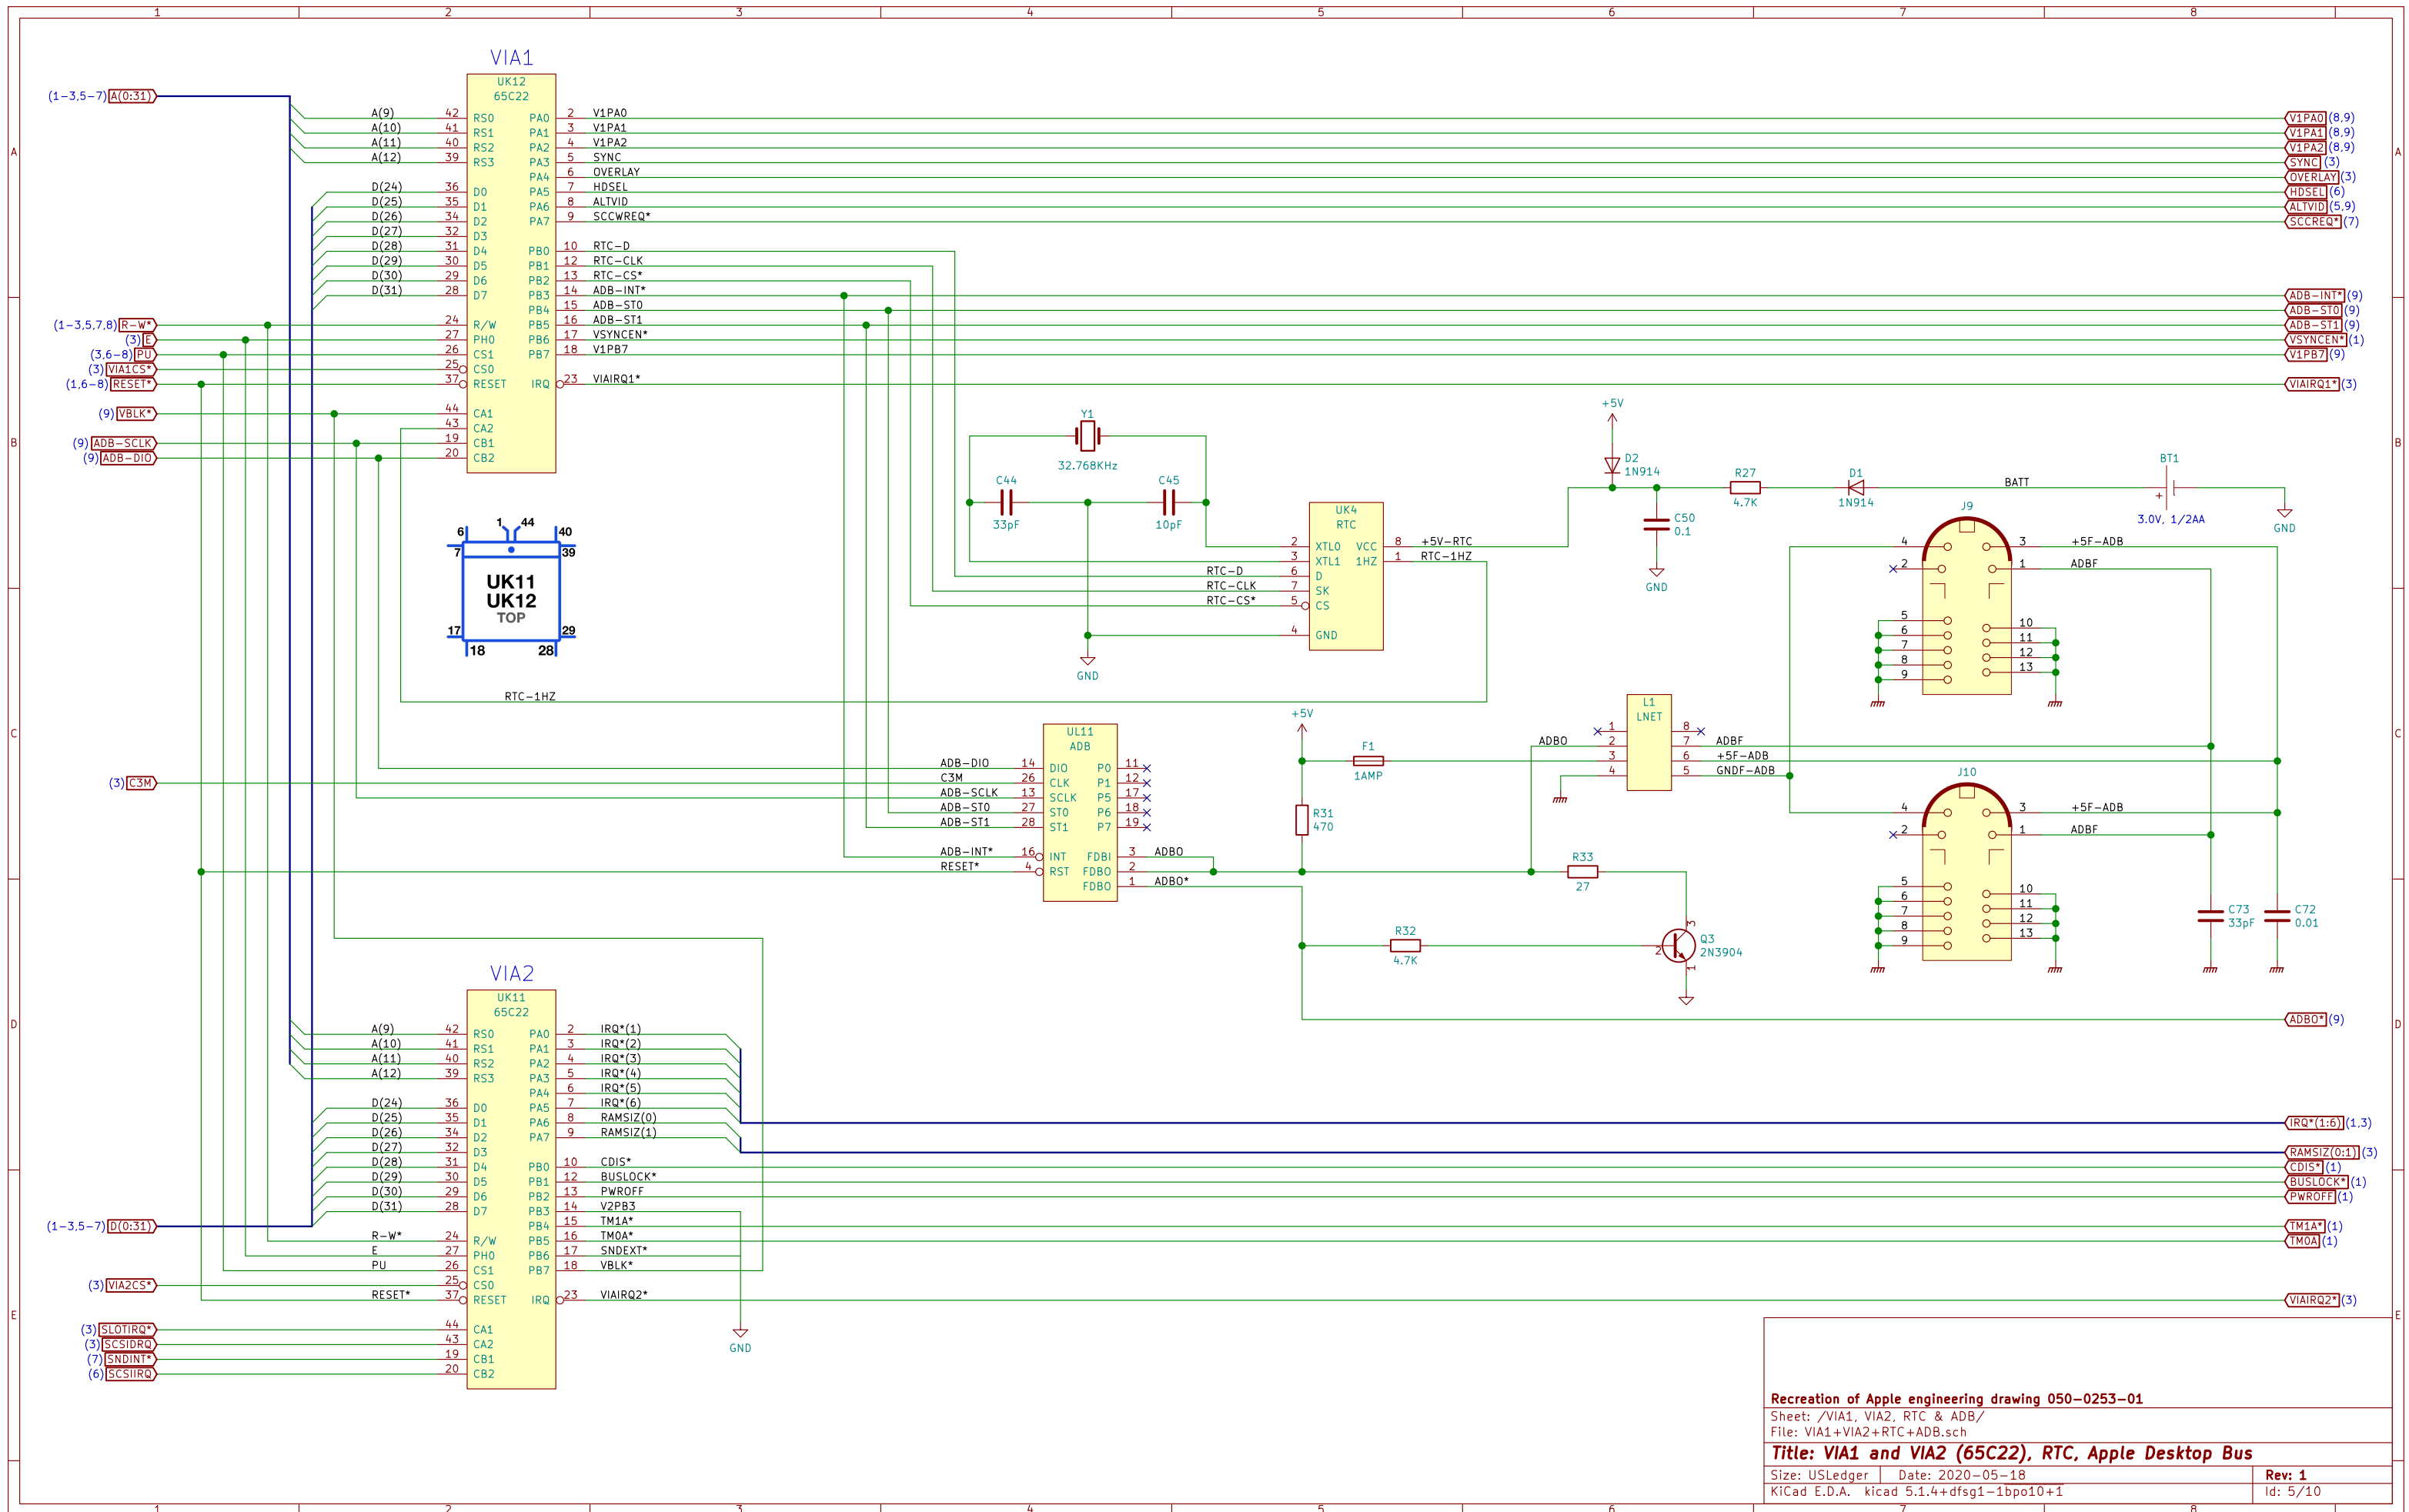 1 2 3 4 5 6 7 8
A
B
C
D
E
VIA1
UK12
65C22
(1-3,5-7) A(0:31)
A(9) 42 RS0 PA0 2 V1PA0 V1PA0 (8,9)
A(10) 41 RS1 PA1 3 V1PA1 V1PA1 (8,9)
A(11) 40 RS2 PA2 4 V1PA2 V1PA2 (8,9)
A(12) 39 RS3 PA3 5 SYNC SYNC (3)
PA4 6 OVERLAY OVERLAY (3)
D(24) 36 D0 PA5 7 HDSEL HDSEL (6)
D(25) 35 D1 PA6 8 ALTVID ALTVID (5,9)
D(26) 34 D2 PA7 9 SCCWREQ* SCCREQ* (7)
D(27) 32 D3
D(28) 31 D4 PB0 10 RTC-D
D(29) 30 D5 PB1 12 RTC-CLK
D(30) 29 D6 PB2 13 RTC-CS*
D(31) 28 D7 PB3 14 ADB-INT* ADB-INT* (9)
PB4 15 ADB-ST0 ADB-ST0 (9)
(1-3,5,7,8) R-W* 24 R/W PB5 16 ADB-ST1 ADB-ST1 (9)
(3) E 27 PH0 PB6 17 VSYNCEN* VSYNCEN* (1)
(3,6-8) PU 26 CS1 PB7 18 V1PB7 V1PB7 (9)
(3) VIA1CS* 25 CS0
(1,6-8) RESET* 37 RESET IRQ 23 VIAIRQ1* VIAIRQ1* (3)
(9) VBLK* 44 CA1
43 CA2
(9) ADB-SCLK 19 CB1
(9) ADB-DIO 20 CB2
6 1 44 40
7 39
UK11
UK12
TOP
17 29
18 28
RTC-1HZ
Y1
32.768KHz
C44
33pF
C45
10pF
GND
UK4
RTC
2 XTL0 VCC 8 +5V-RTC
3 XTL1 1HZ 1 RTC-1HZ
RTC-D 6 D
RTC-CLK 7 SK
RTC-CS* 5 CS
4 GND
+5V
D2
1N914
C50
0.1
GND
R27
4.7K
D1
1N914
BATT
BT1
+
3.0V, 1/2AA
GND
J9
4 3 +5F-ADB
2 1 ADBF
5
6 10
7 11
8 12
9 13
L1
LNET
1 8
ADBO 2 7 ADBF
3 6 +5F-ADB
4 5 GNDF-ADB
J10
4 3 +5F-ADB
2 1 ADBF
5
6 10
7 11
8 12
9 13
C73
33pF
C72
0.01
(3) C3M
UL11
ADB
ADB-DIO 14 DIO P0 11
C3M 26 CLK P1 12
ADB-SCLK 13 SCLK P5 17
ADB-ST0 27 ST0 P6 18
ADB-ST1 28 ST1 P7 19
ADB-INT* 16 INT FDBI 3 ADBO
RESET* 4 RST FDBO 2
FDBO 1 ADBO*
+5V
F1
1AMP
R31
470
R33
27
R32
4.7K
Q3
2N3904
3
2
1
ADBO* (9)
VIA2
UK11
65C22
A(9) 42 RS0 PA0 2 IRQ*(1)
A(10) 41 RS1 PA1 3 IRQ*(2)
A(11) 40 RS2 PA2 4 IRQ*(3)
A(12) 39 RS3 PA3 5 IRQ*(4)
PA4 6 IRQ*(5)
D(24) 36 D0 PA5 7 IRQ*(6)
D(25) 35 D1 PA6 8 RAMSIZ(0) IRQ*(1:6) (1,3)
D(26) 34 D2 PA7 9 RAMSIZ(1)
D(27) 32 D3 RAMSIZ(0:1) (3)
D(28) 31 D4 PB0 10 CDIS* CDIS* (1)
D(29) 30 D5 PB1 12 BUSLOCK* BUSLOCK* (1)
D(30) 29 D6 PB2 13 PWROFF PWROFF (1)
D(31) 28 D7 PB3 14 V2PB3
(1-3,5-7) D(0:31) PB4 15 TM1A* TM1A* (1)
R-W* 24 R/W PB5 16 TM0A* TM0A (1)
E 27 PH0 PB6 17 SNDEXT*
PU 26 CS1 PB7 18 VBLK*
(3) VIA2CS* 25 CS0
RESET* 37 RESET IRQ 23 VIAIRQ2* VIAIRQ2* (3)
(3) SLOTIRQ* 44 CA1
(3) SCSIDRQ 43 CA2
(7) SNDINT* 19 CB1
(6) SCSIIRQ 20 CB2
GND
Recreation of Apple engineering drawing 050-0253-01
Sheet: /VIA1, VIA2, RTC & ADB/
File: VIA1+VIA2+RTC+ADB.sch
Title: VIA1 and VIA2 (65C22), RTC, Apple Desktop Bus
Size: USLedger Date: 2020-05-18 Rev: 1
KiCad E.D.A. kicad 5.1.4+dfsg1-1bpo10+1 Id: 5/10
A
B
C
D
E
1 2 3 4 5 6 7 8